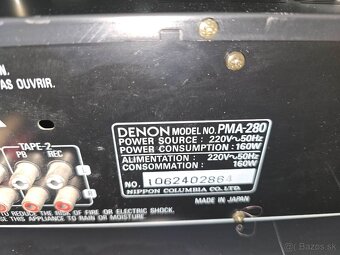 N.
AS OUVRIR.
TAPE-2
PB REC
DENON MODEL NO. PMA-280
POWER SOURCE : 220V~50Hz
POWER CONSUMPTION : 160W
ALIMENTATION : 220V~50Hz
CONSOMMATION : 160W
NO. 1062402864
NIPPON COLUMBIA CO. LTD.
MADE IN JAPAN
TO REDUCE THE RISK OF FIRE OR ELECTRIC SHOCK,
THIS APPLIANCE TO RAIN OR MOISTURE
Bazos.sk